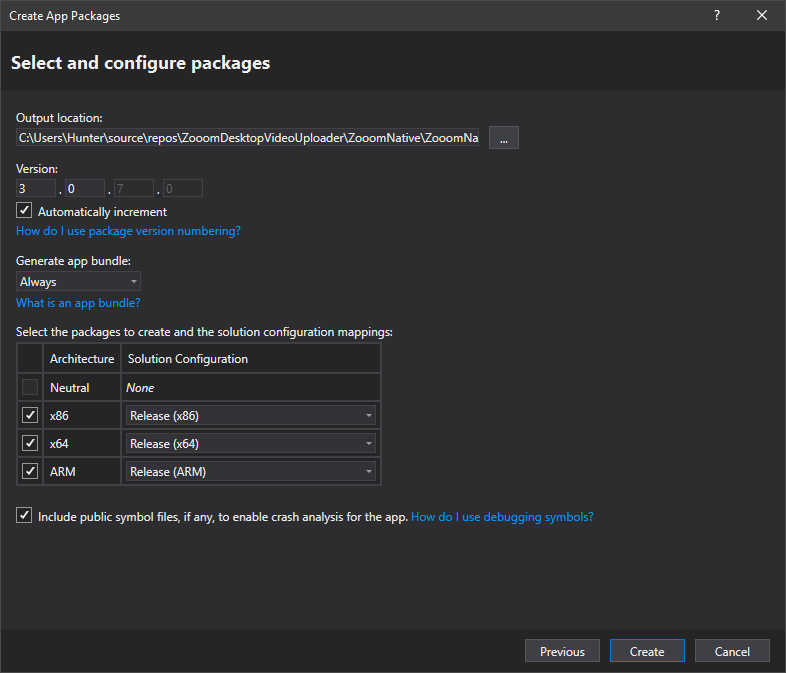 Create App Packages
?
Select and configure packages
Output location:
C:\Users\Hunter\source\repos\ZooomDesktopVideoUploader\ZooomNative\ZooomNa
...
Version:
3 . 0 . 7 . 0
Automatically increment
How do I use package version numbering?
Generate app bundle:
Always
What is an app bundle?
Select the packages to create and the solution configuration mappings:
Architecture Solution Configuration
Neutral None
x86 Release (x86)
x64 Release (x64)
ARM Release (ARM)
Include public symbol files, if any, to enable crash analysis for the app. How do I use debugging symbols?
Previous Create Cancel